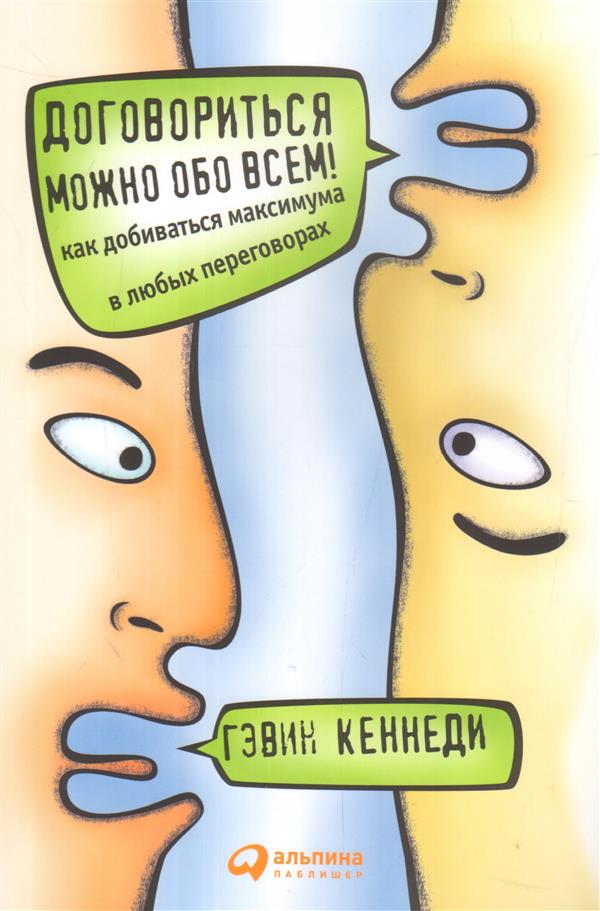 ДОГОВОРИТЬСЯ
МОЖНО ОБО ВСЕМ!
как добиваться максимума
в любых переговорах
ГЭВИН КЕННЕДИ
альпина
ПАБЛИШЕР